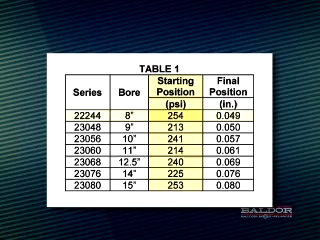 TABLE 1
Series Bore Starting Position (psi) Final Position (in.)
22244 8" 254 0.049
23048 9" 213 0.050
23056 10" 241 0.057
23060 11" 214 0.061
23068 12.5" 240 0.069
23076 14" 225 0.076
23080 15" 253 0.080
BALDOR